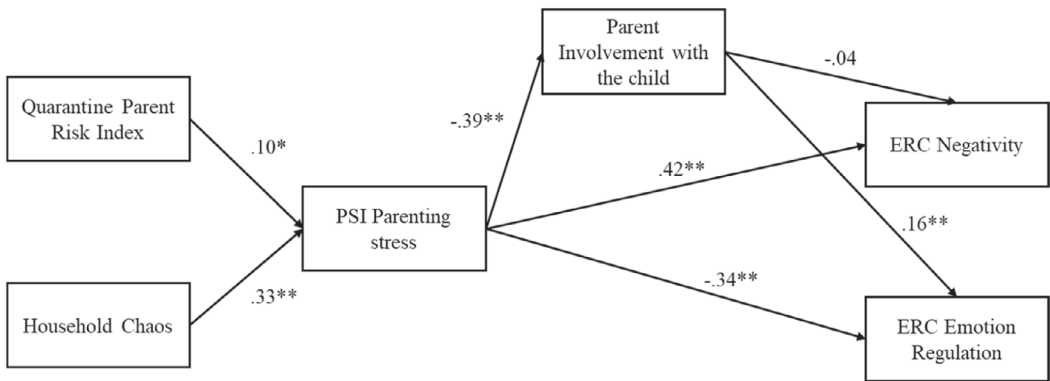 Parent
Involvement with
the child
-.04
Quarantine Parent
Risk Index
-.39**
ERC Negativity
.10*
.42**
PSI Parenting
stress
.16**
-.34**
.33**
Household Chaos
ERC Emotion
Regulation